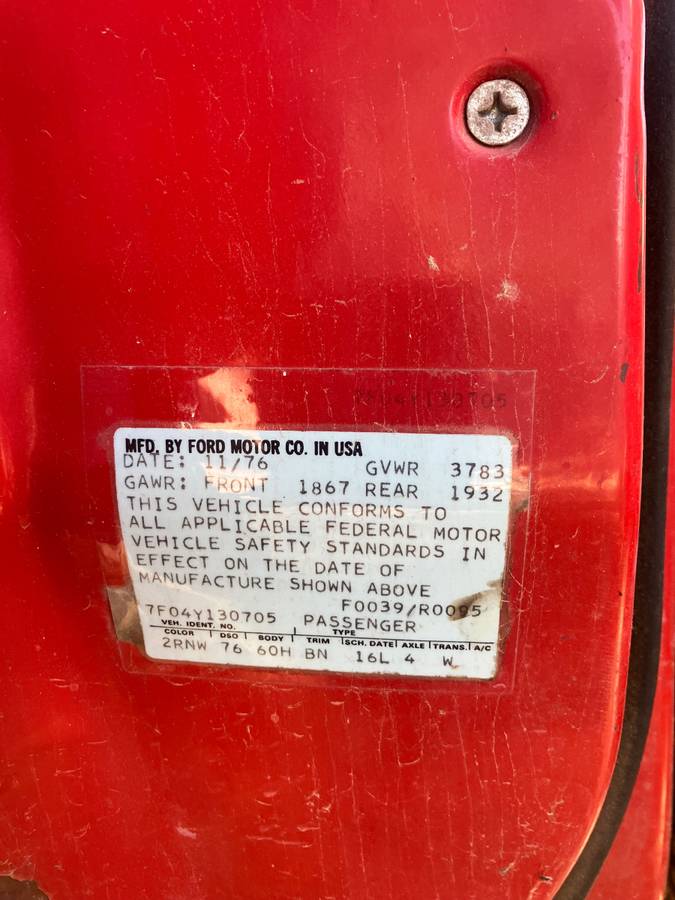 7F04Y130705
MFD. BY FORD MOTOR CO. IN USA
DATE: 11/76 GVWR 3783
GAWR: FRONT 1867 REAR 1932
THIS VEHICLE CONFORMS TO
ALL APPLICABLE FEDERAL MOTOR
VEHICLE SAFETY STANDARDS IN
EFFECT ON THE DATE OF
MANUFACTURE SHOWN ABOVE
F0039/R0095
7F04Y130705 PASSENGER
VEH. IDENT. NO. TYPE
COLOR DSO BODY TRIM SCH. DATE AXLE TRANS. A/C
2RNW 76 60H BN 16L 4 W